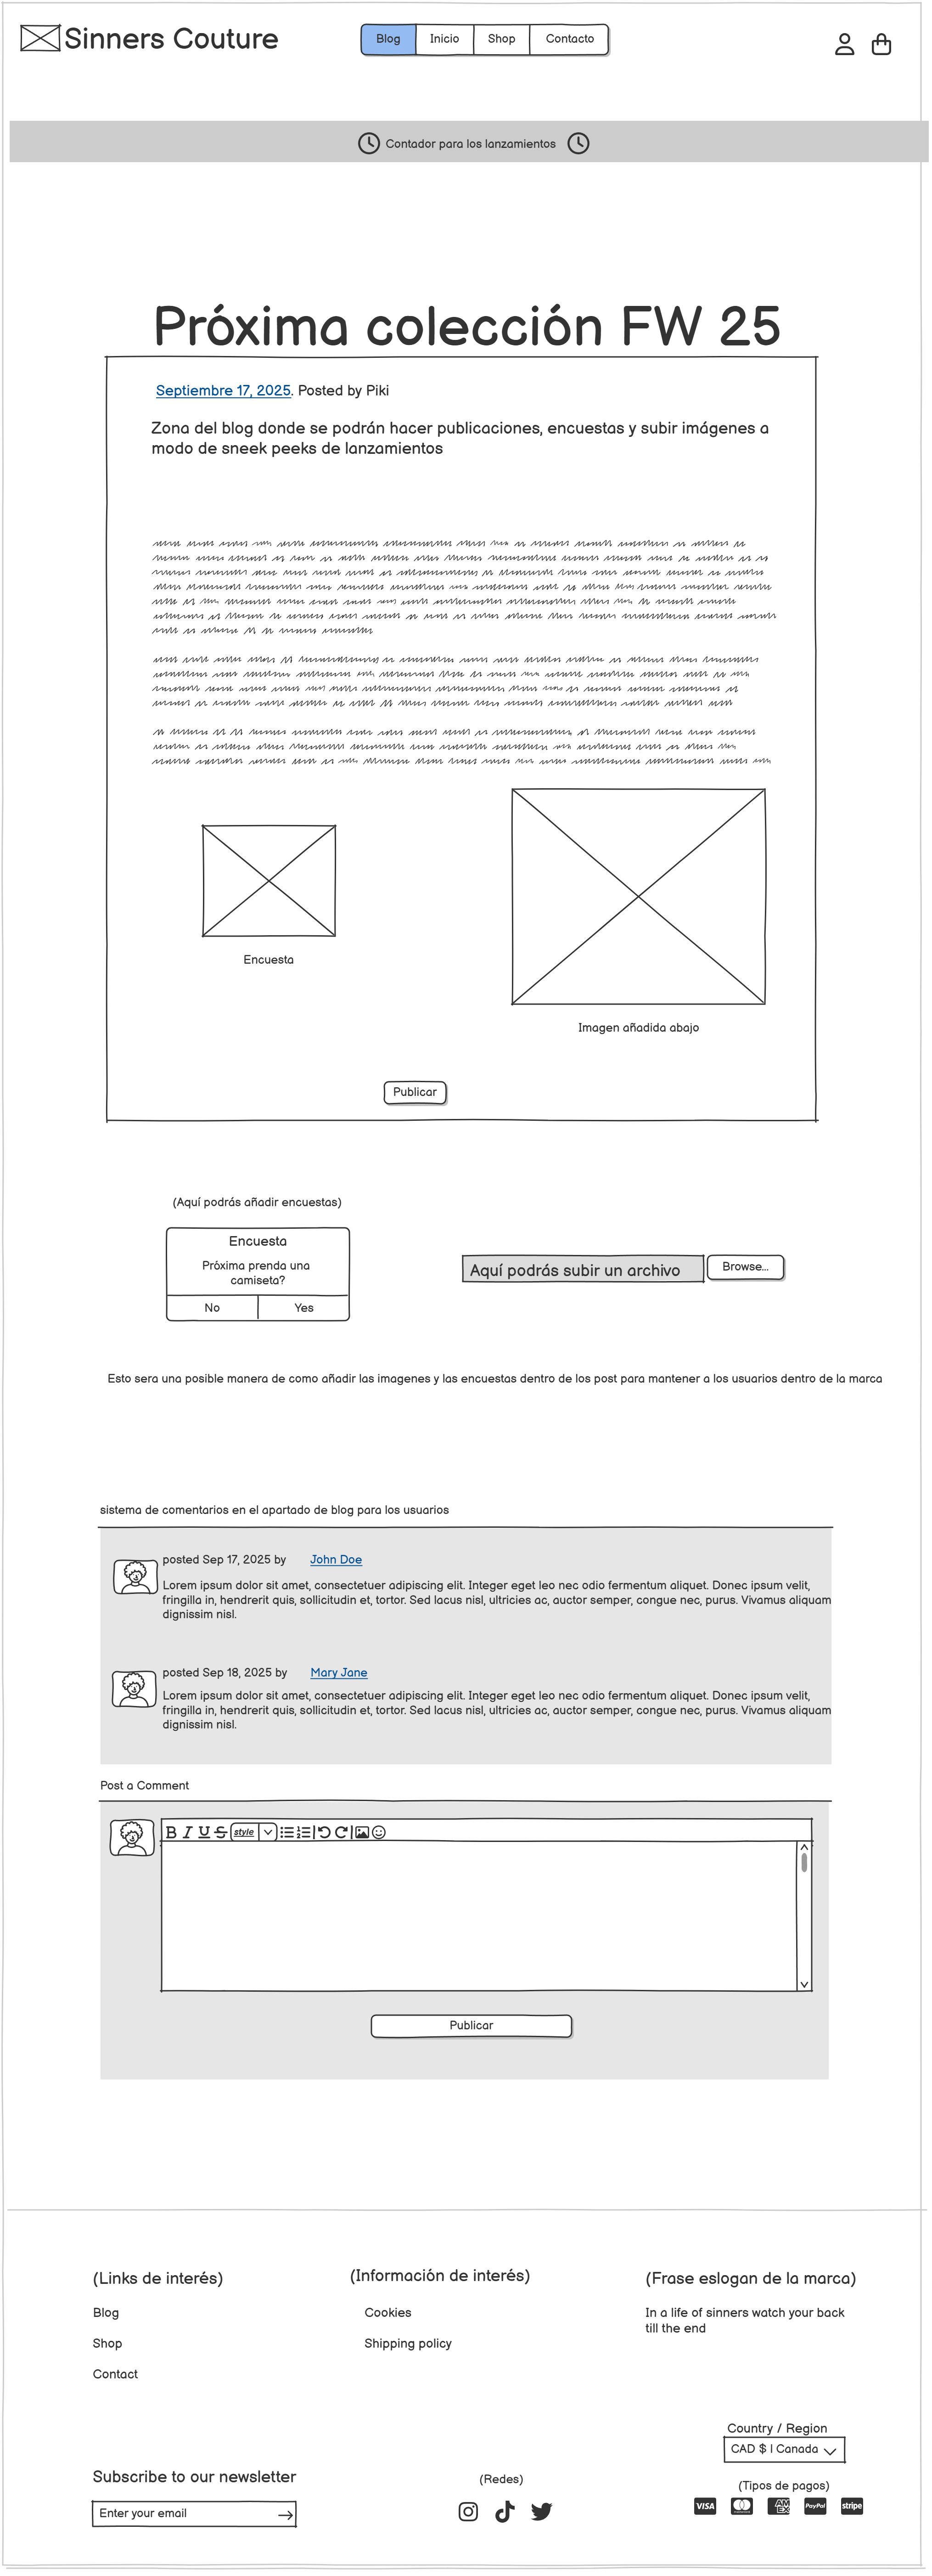 Sinners Couture
Blog
Inicio
Shop
Contacto
Contador para los lanzamientos
Próxima colección FW 25
Septiembre 17, 2025. Posted by Piki
Zona del blog donde se podrán hacer publicaciones, encuestas y subir imágenes a
modo de sneek peeks de lanzamientos
Encuesta
Imagen añadida abajo
Publicar
(Aquí podrás añadir encuestas)
Encuesta
Próxima prenda una
camiseta?
No
Yes
Aquí podrás subir un archivo
Browse...
Esto sera una posible manera de como añadir las imagenes y las encuestas dentro de los post para mantener a los usuarios dentro de la marca
sistema de comentarios en el apartado de blog para los usuarios
posted Sep 17, 2025 by John Doe
Lorem ipsum dolor sit amet, consectetuer adipiscing elit. Integer eget leo nec odio fermentum aliquet. Donec ipsum velit,
fringilla in, hendrerit quis, sollicitudin et, tortor. Sed lacus nisl, ultricies ac, auctor semper, congue nec, purus. Vivamus aliquam
dignissim nisl.
posted Sep 18, 2025 by Mary Jane
Lorem ipsum dolor sit amet, consectetuer adipiscing elit. Integer eget leo nec odio fermentum aliquet. Donec ipsum velit,
fringilla in, hendrerit quis, sollicitudin et, tortor. Sed lacus nisl, ultricies ac, auctor semper, congue nec, purus. Vivamus aliquam
dignissim nisl.
Post a Comment
B I U S style
Publicar
(Links de interés)
Blog
Shop
Contact
(Información de interés)
Cookies
Shipping policy
(Frase eslogan de la marca)
In a life of sinners watch your back
till the end
Country / Region
CAD $ | Canada
Subscribe to our newsletter
Enter your email
(Redes)
(Tipos de pagos)
VISA
AMEX
PayPal
stripe